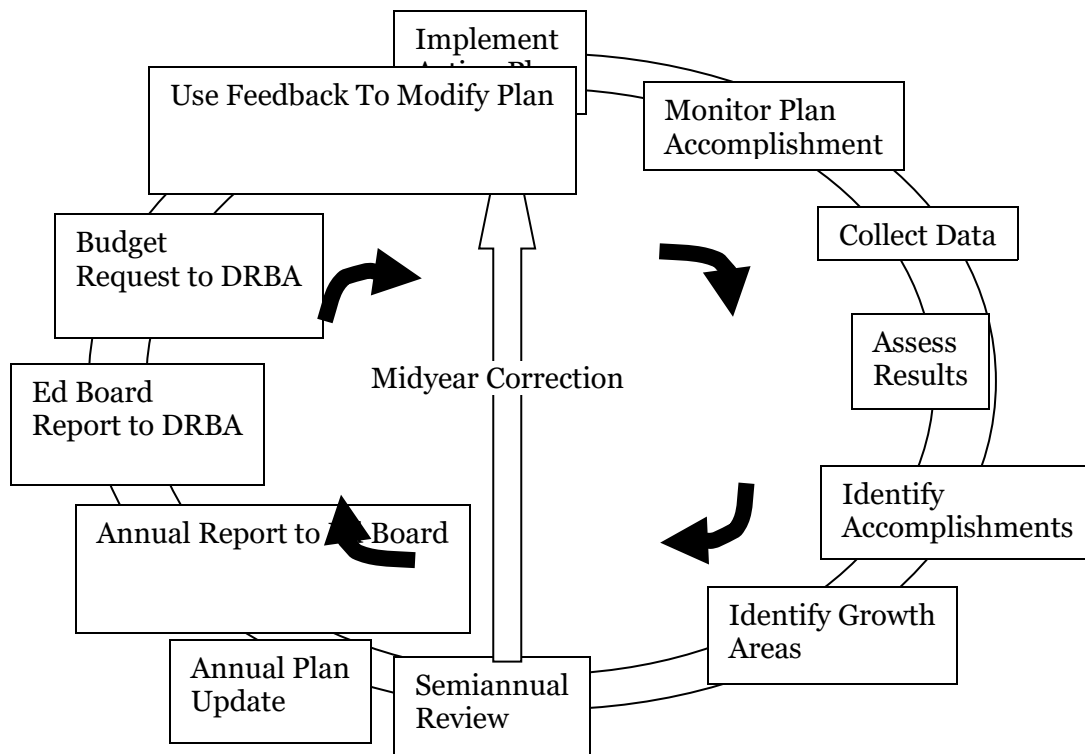 Implement
Use Feedback To Modify Plan
Monitor Plan
Accomplishment
Collect Data
Assess
Results
Identify
Accomplishments
Identify Growth
Areas
Semiannual
Review
Annual Plan
Update
Annual Report to Board
Ed Board
Report to DRBA
Budget
Request to DRBA
Midyear Correction